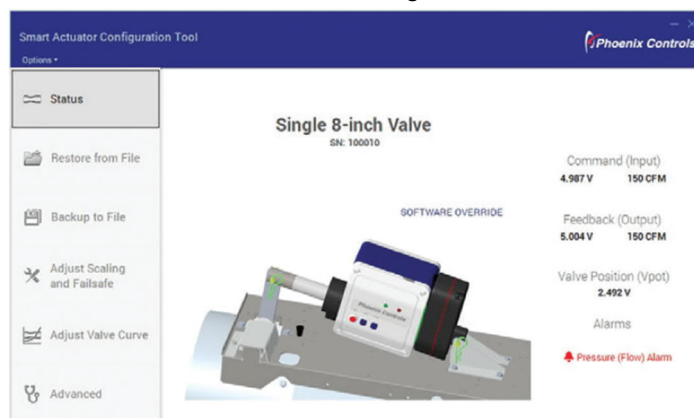 Smart Actuator Configuration Tool
Options
Phoenix Controls
Status
Restore from File
Backup to File
Adjust Scaling
and Failsafe
Adjust Valve Curve
Advanced
Single 8-inch Valve
SN: 100010
SOFTWARE OVERRIDE
Phoenix Controls
Command (Input)
4.987 V 150 CFM
Feedback (Output)
5.004 V 150 CFM
Valve Position (Vpot)
2.492 V
Alarms
Pressure (Flow) Alarm